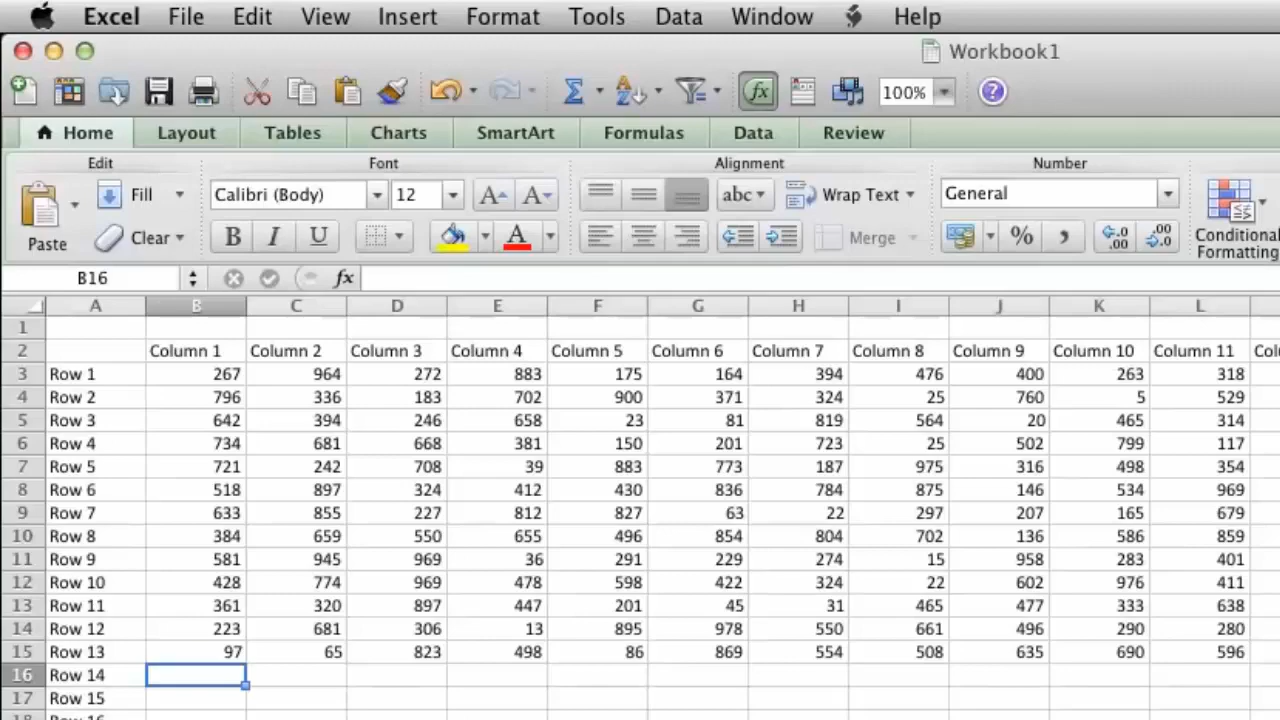 Excel File Edit View Insert Format Tools Data Window Help
Workbook1
100%
Home Layout Tables Charts SmartArt Formulas Data Review
Edit Font Alignment Number
Fill Calibri (Body) 12 abc Wrap Text General
Paste Clear B I U A Merge % Conditional Formatting
B16 fx
A B C D E F G H I J K L
1
2 Column 1 Column 2 Column 3 Column 4 Column 5 Column 6 Column 7 Column 8 Column 9 Column 10 Column 11
3 Row 1 267 964 272 883 175 164 394 476 400 263 318
4 Row 2 796 336 183 702 900 371 324 25 760 5 529
5 Row 3 642 394 246 658 23 81 819 564 20 465 314
6 Row 4 734 681 668 381 150 201 723 25 502 799 117
7 Row 5 721 242 708 39 883 773 187 975 316 498 354
8 Row 6 518 897 324 412 430 836 784 875 146 534 969
9 Row 7 633 855 227 812 827 63 22 297 207 165 679
10 Row 8 384 659 550 655 496 854 804 702 136 586 859
11 Row 9 581 945 969 36 291 229 274 15 958 283 401
12 Row 10 428 774 969 478 598 422 324 22 602 976 411
13 Row 11 361 320 897 447 201 45 31 465 477 333 638
14 Row 12 223 681 306 13 895 978 550 661 496 290 280
15 Row 13 97 65 823 498 86 869 554 508 635 690 596
16 Row 14
17 Row 15